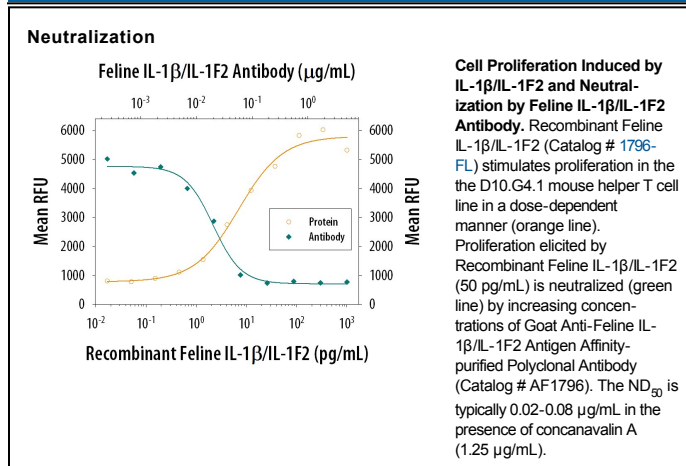 Neutralization
Feline IL-1β/IL-1F2 Antibody (μg/mL)
10-3 10-2 10-1 100
6000 6000
5000 5000
4000 4000
3000 3000
2000 2000
1000 1000
0 0
Mean RFU
Mean RFU
Protein
Antibody
10-2 10-1 100 101 102 103
Recombinant Feline IL-1β/IL-1F2 (pg/mL)
Cell Proliferation Induced by
IL-1β/IL-1F2 and Neutral-
ization by Feline IL-1β/IL-1F2
Antibody. Recombinant Feline
IL-1β/IL-1F2 (Catalog # 1796-
FL) stimulates proliferation in the
the D10.G4.1 mouse helper T cell
line in a dose-dependent
manner (orange line).
Proliferation elicited by
Recombinant Feline IL-1β/IL-1F2
(50 pg/mL) is neutralized (green
line) by increasing concen-
trations of Goat Anti-Feline IL-
1β/IL-1F2 Antigen Affinity-
purified Polyclonal Antibody
(Catalog # AF1796). The ND50 is
typically 0.02-0.08 μg/mL in the
presence of concanavalin A
(1.25 μg/mL).